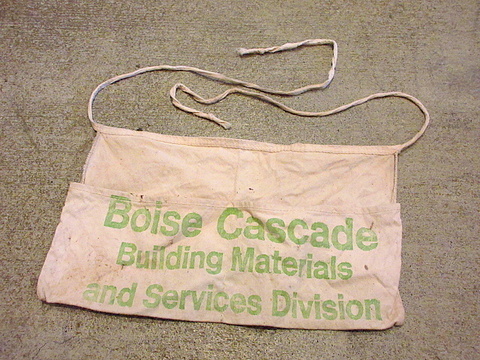 Boise Cascade
Building Materials
and Services Division